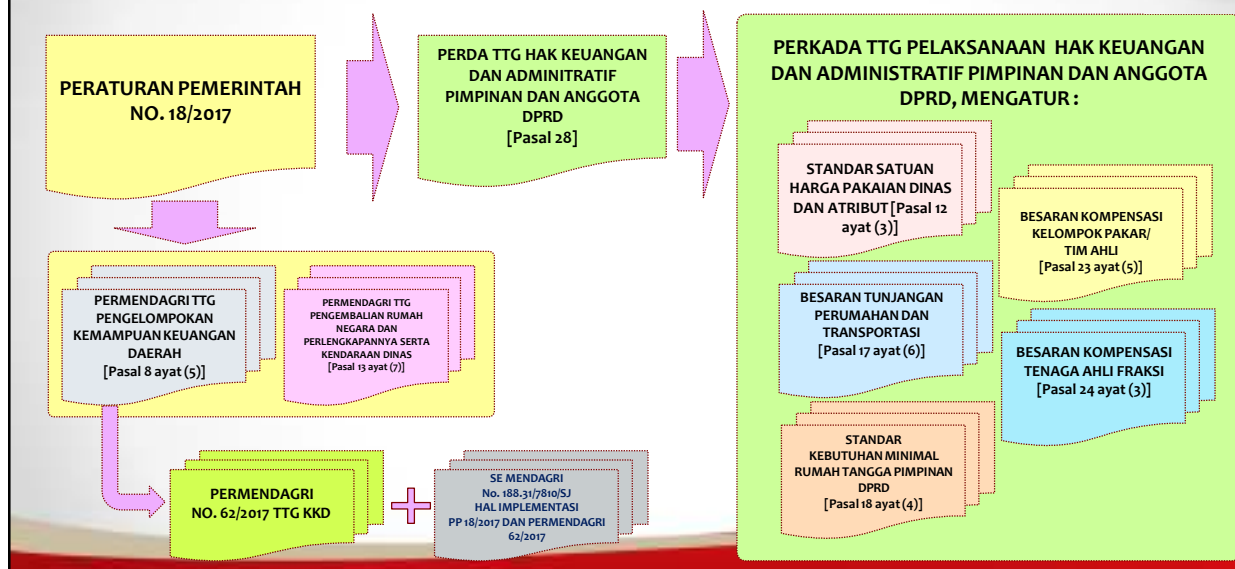 PERATURAN PEMERINTAH
NO. 18/2017
PERDA TTG HAK KEUANGAN
DAN ADMINITRATIF
PIMPINAN DAN ANGGOTA
DPRD
[Pasal 28]
PERKADA TTG PELAKSANAAN HAK KEUANGAN
DAN ADMINISTRATIF PIMPINAN DAN ANGGOTA
DPRD, MENGATUR :
STANDAR SATUAN
HARGA PAKAIAN DINAS
DAN ATRIBUT [Pasal 12
ayat (3)]
BESARAN KOMPENSASI
KELOMPOK PAKAR/
TIM AHLI
[Pasal 23 ayat (5)]
BESARAN TUNJANGAN
PERUMAHAN DAN
TRANSPORTASI
[Pasal 17 ayat (6)]
BESARAN KOMPENSASI
TENAGA AHLI FRAKSI
[Pasal 24 ayat (3)]
STANDAR
KEBUTUHAN MINIMAL
RUMAH TANGGA PIMPINAN
DPRD
[Pasal 18 ayat (4)]
PERMENDAGRI TTG
PENGELOMPOKAN
KEMAMPUAN KEUANGAN
DAERAH
[Pasal 8 ayat (5)]
PERMENDAGRI TTG
PENGEMBALIAN RUMAH
NEGARA DAN
PERLENGKAPANNYA SERTA
KENDARAAN DINAS
[Pasal 13 ayat (7)]
PERMENDAGRI
NO. 62/2017 TTG KKD
SE MENDAGRI
No. 188.31/7810/SJ
HAL IMPLEMENTASI
PP 18/2017 DAN PERMENDAGRI
62/2017